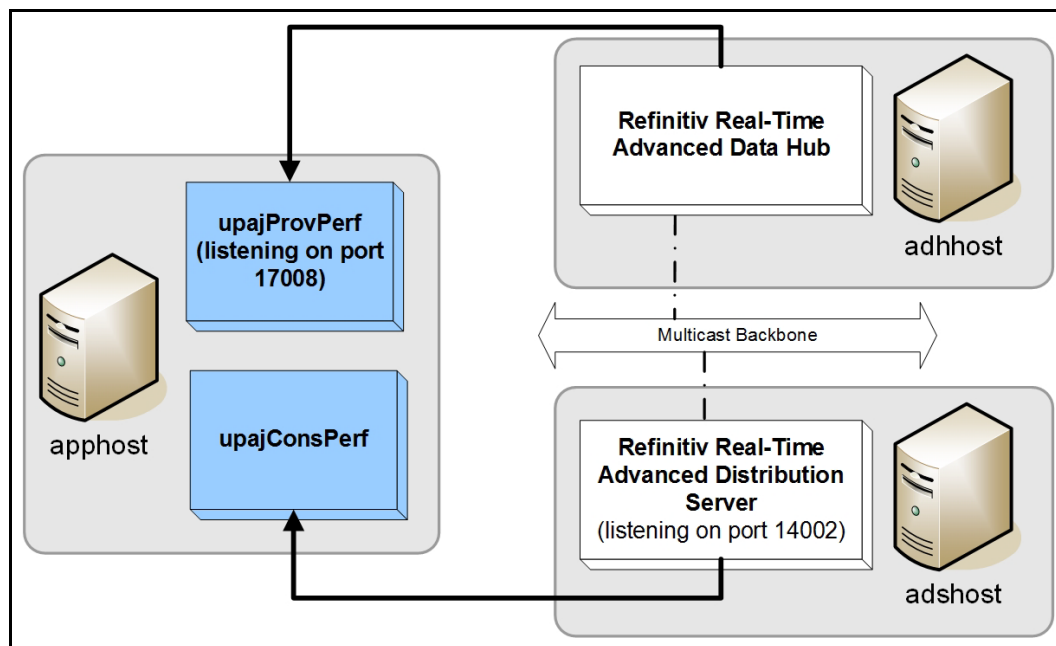 Refinitiv Real-Time
Advanced Data Hub
adhhost
upajProvPerf
(listening on port
17008)
apphost
upajConsPerf
Multicast Backbone
Refinitiv Real-Time
Advanced Distribution
Server
(listening on port 14002)
adshost